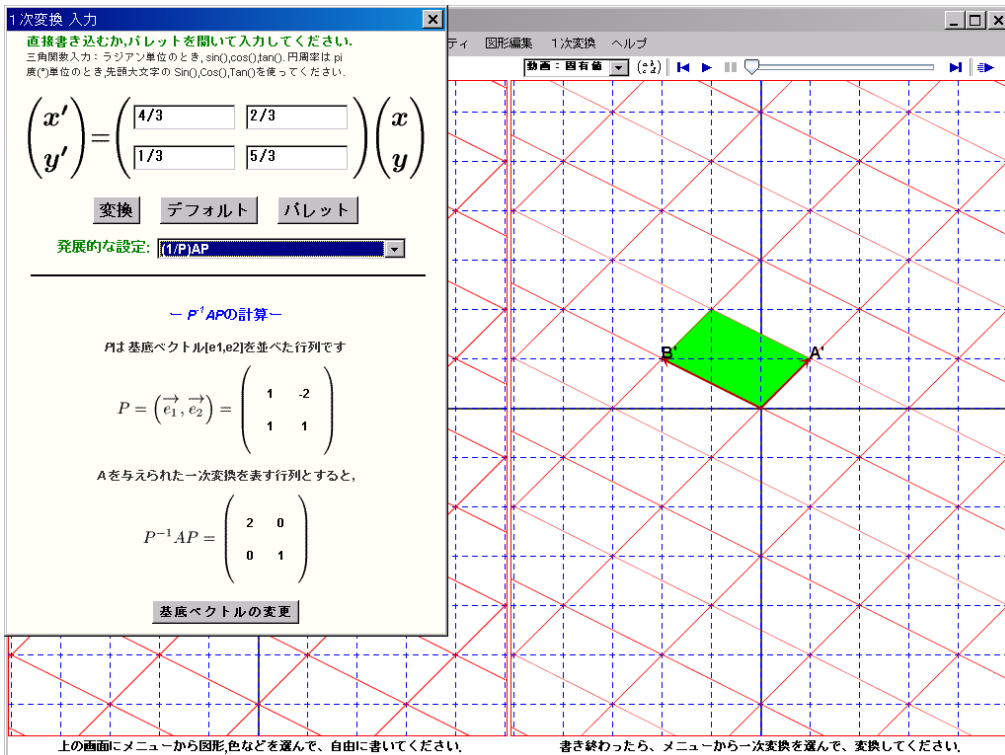 1次変換 入力
直接書き込むか,パレットを開いて入力してください.
三角関数入力：ラジアン単位のとき, sin(),cos(),tan(). 円周率は pi
度(°)単位のとき,先頭大文字の Sin(),Cos(),Tan()を使ってください.
ティ 図形編集 1次変換 ヘルプ
動画：固有値
(a b
c d)
x'
y'
=
4/3 2/3
1/3 5/3
x
y
変換 デフォルト パレット
発展的な設定: (1/P)AP
ー P⁻¹APの計算ー
Pは基底ベクトル[e1,e2]を並べた行列です
P = (e₁, e₂) =
1 -2
1 1
Aを与えられた一次変換を表す行列とすると,
P⁻¹AP =
2 0
0 1
基底ベクトルの変更
B' A'
上の画面にメニューから図形,色などを選んで、自由に書いてください.
書き終わったら、メニューから一次変換を選んで、変換してください.